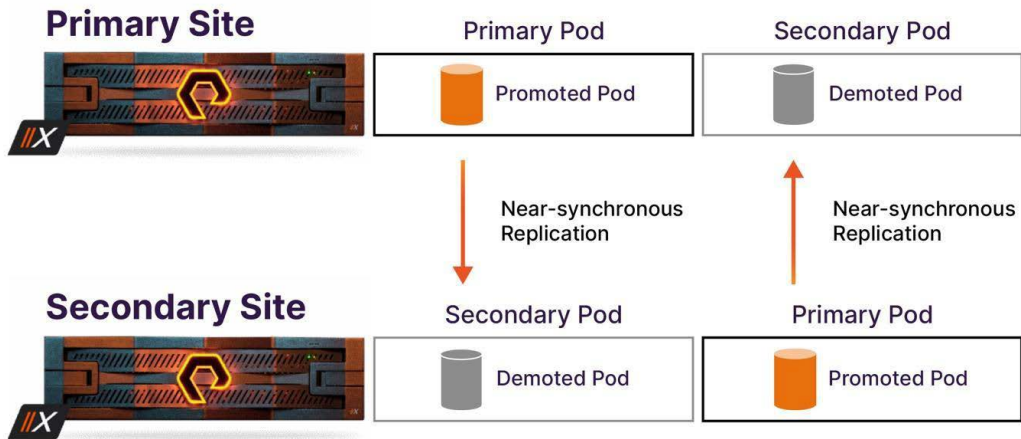 Primary Site
Primary Pod
Secondary Pod
Promoted Pod
Demoted Pod
//X
Near-synchronous
Replication
Near-synchronous
Replication
Secondary Site
Secondary Pod
Primary Pod
Demoted Pod
Promoted Pod
//X